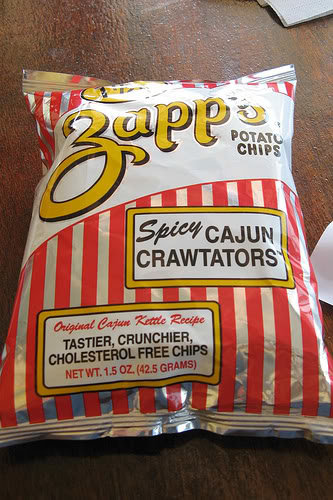 Zapp's
POTATO
CHIPS
Spicy CAJUN
CRAWTATORS™
Original Cajun Kettle Recipe
TASTIER, CRUNCHIER,
CHOLESTEROL FREE CHIPS
NET WT. 1.5 OZ. (42.5 GRAMS)